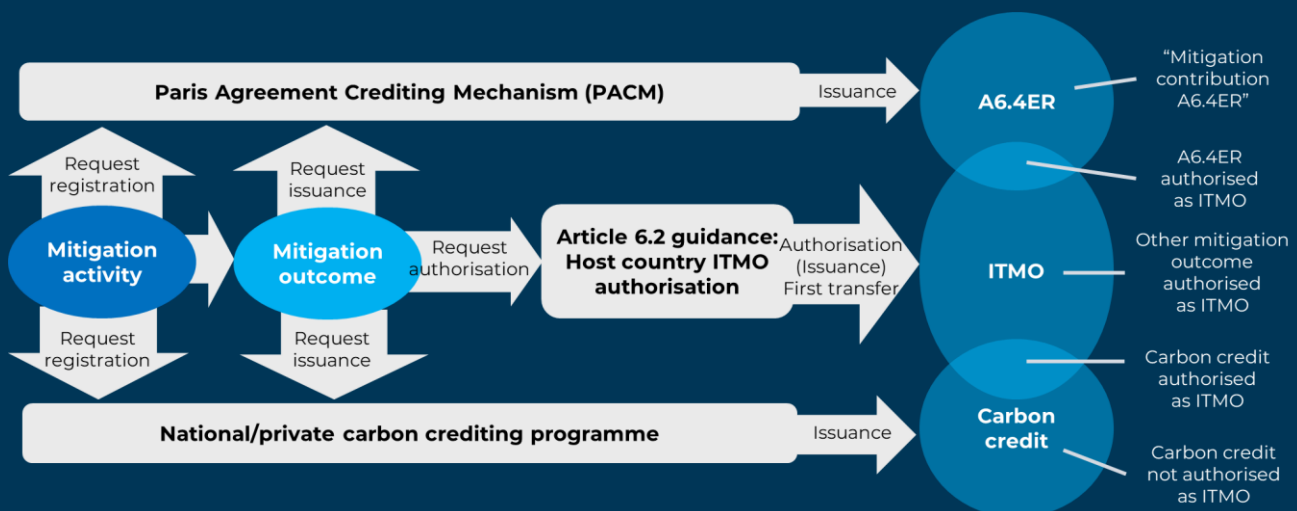 Paris Agreement Crediting Mechanism (PACM)
Issuance
A6.4ER
“Mitigation
contribution
A6.4ER”
Request
registration
Request
issuance
A6.4ER
authorised
as ITMO
Mitigation
activity
Mitigation
outcome
Request
authorisation
Article 6.2 guidance:
Host country ITMO
authorisation
Authorisation
(Issuance)
First transfer
ITMO
Other mitigation
outcome
authorised
as ITMO
Request
registration
Request
issuance
Carbon credit
authorised
as ITMO
National/private carbon crediting programme
Issuance
Carbon
credit
Carbon credit
not authorised
as ITMO